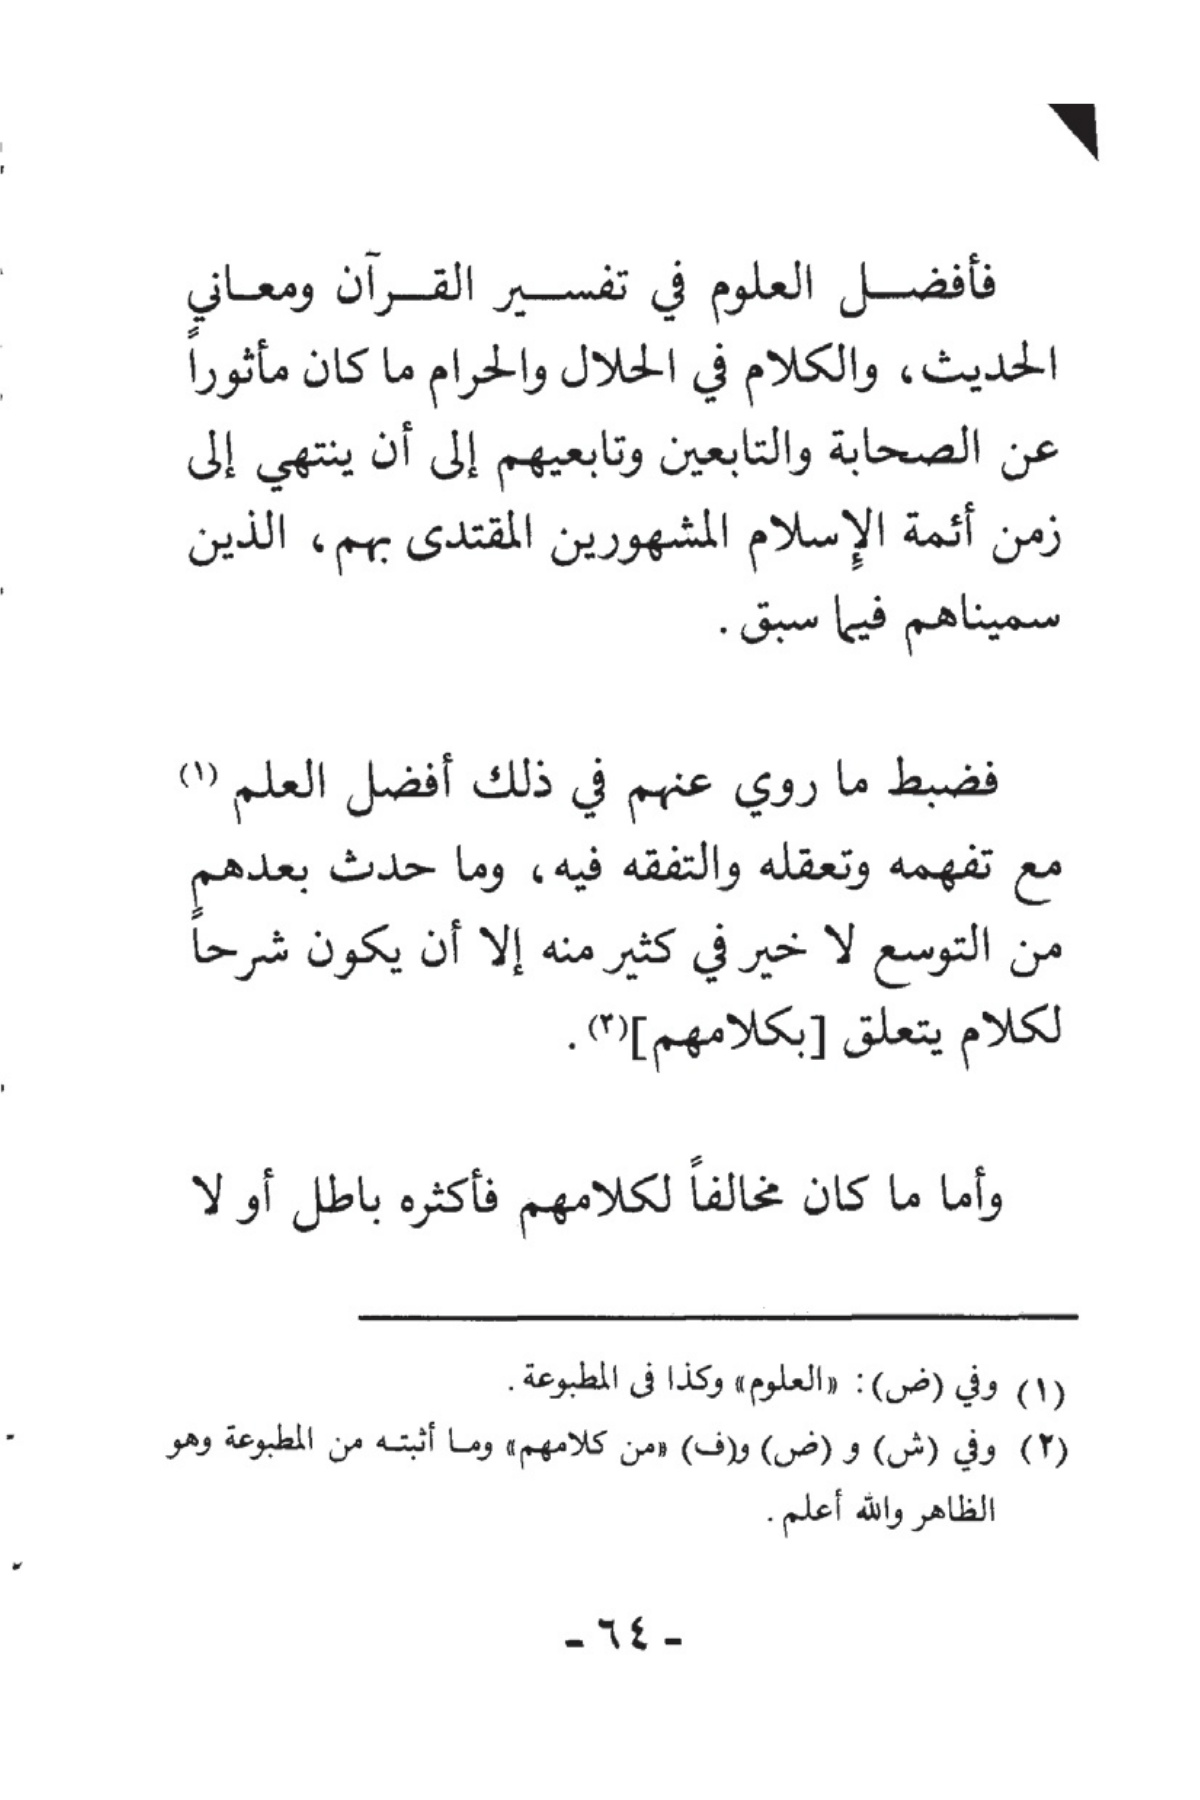 فأفضل العلوم في تفسير القرآن ومعاني
الحديث، والكلام في الحلال والحرام ما كان مأثوراً
عن الصحابة والتابعين وتابعيهم إلى أن ينتهي إلى
زمن أئمة الإِسلام المشهورين المقتدى بهم، الذين
سميناهم فيما سبق.
فضبط ما روي عنهم في ذلك أفضل العلم (١)
مع تفهمه وتعقله والتفقه فيه، وما حدث بعدهم
من التوسع لا خير في كثير منه إلا أن يكون شرحاً
لكلام يتعلق [بكلامهم](٢).
وأما ما كان مخالفاً لكلامهم فأكثره باطل أو لا
(١) وفي (ض): «العلوم» وكذا فى المطبوعة.
(٢) وفي (ش) و (ض) و(ف) «من كلامهم» وما أثبته من المطبوعة وهو
الظاهر والله أعلم.
- ٦٤ -